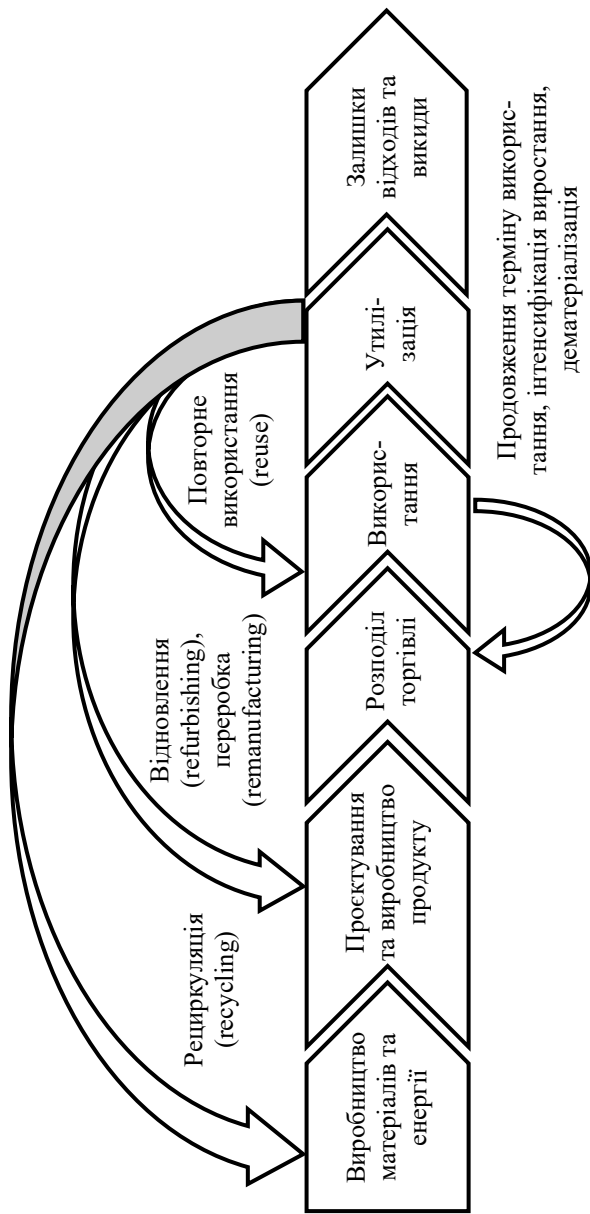 Рециркуляція
(recycling)
Відновлення
(refurbishing),
переробка
(remanufacturing)
Повторне
використання
(reuse)
Виробництво
матеріалів та
енергії
Проєктування
та виробництво
продукту
Розподіл
торгівлі
Викорис-
тання
Утилі-
зація
Залишки
відходів та
викиди
Продовження терміну викорис-
тання, інтенсифікація виростання,
дематеріалізація